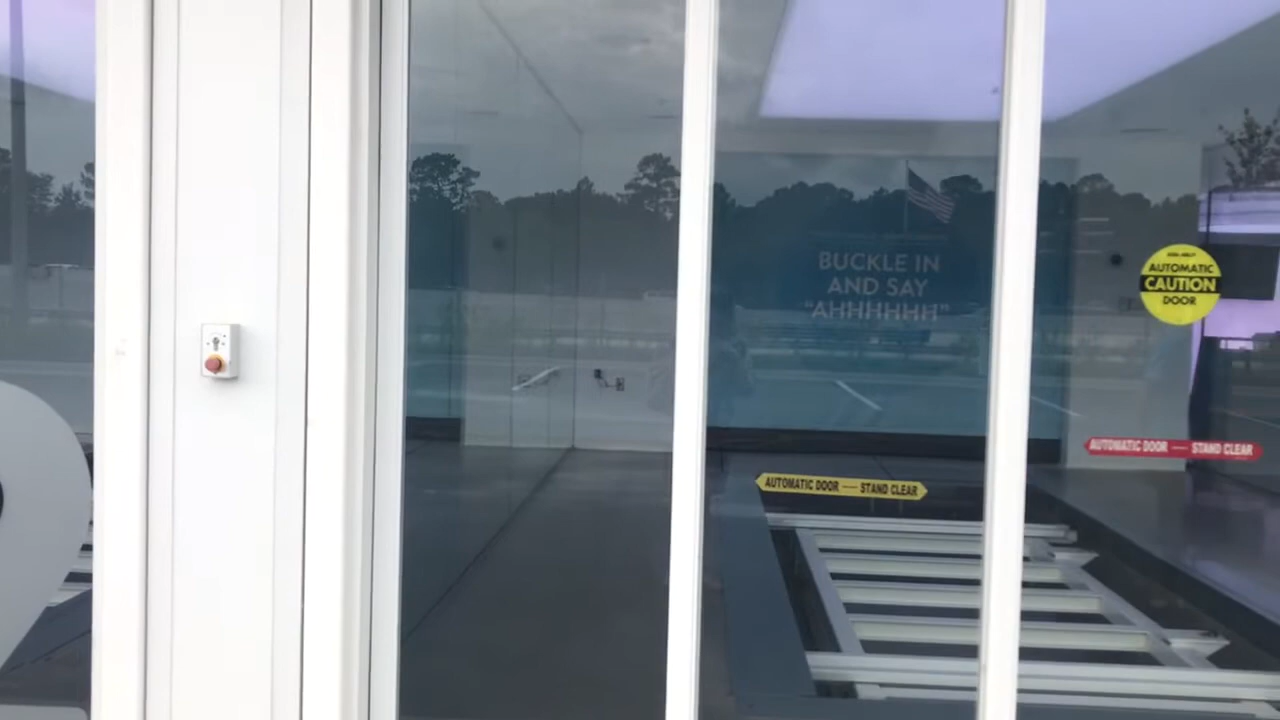 BUCKLE IN
AND SAY
"AHHHHHH"
AUTOMATIC
CAUTION
DOOR
AUTOMATIC DOOR — STAND CLEAR
AUTOMATIC DOOR — STAND CLEAR